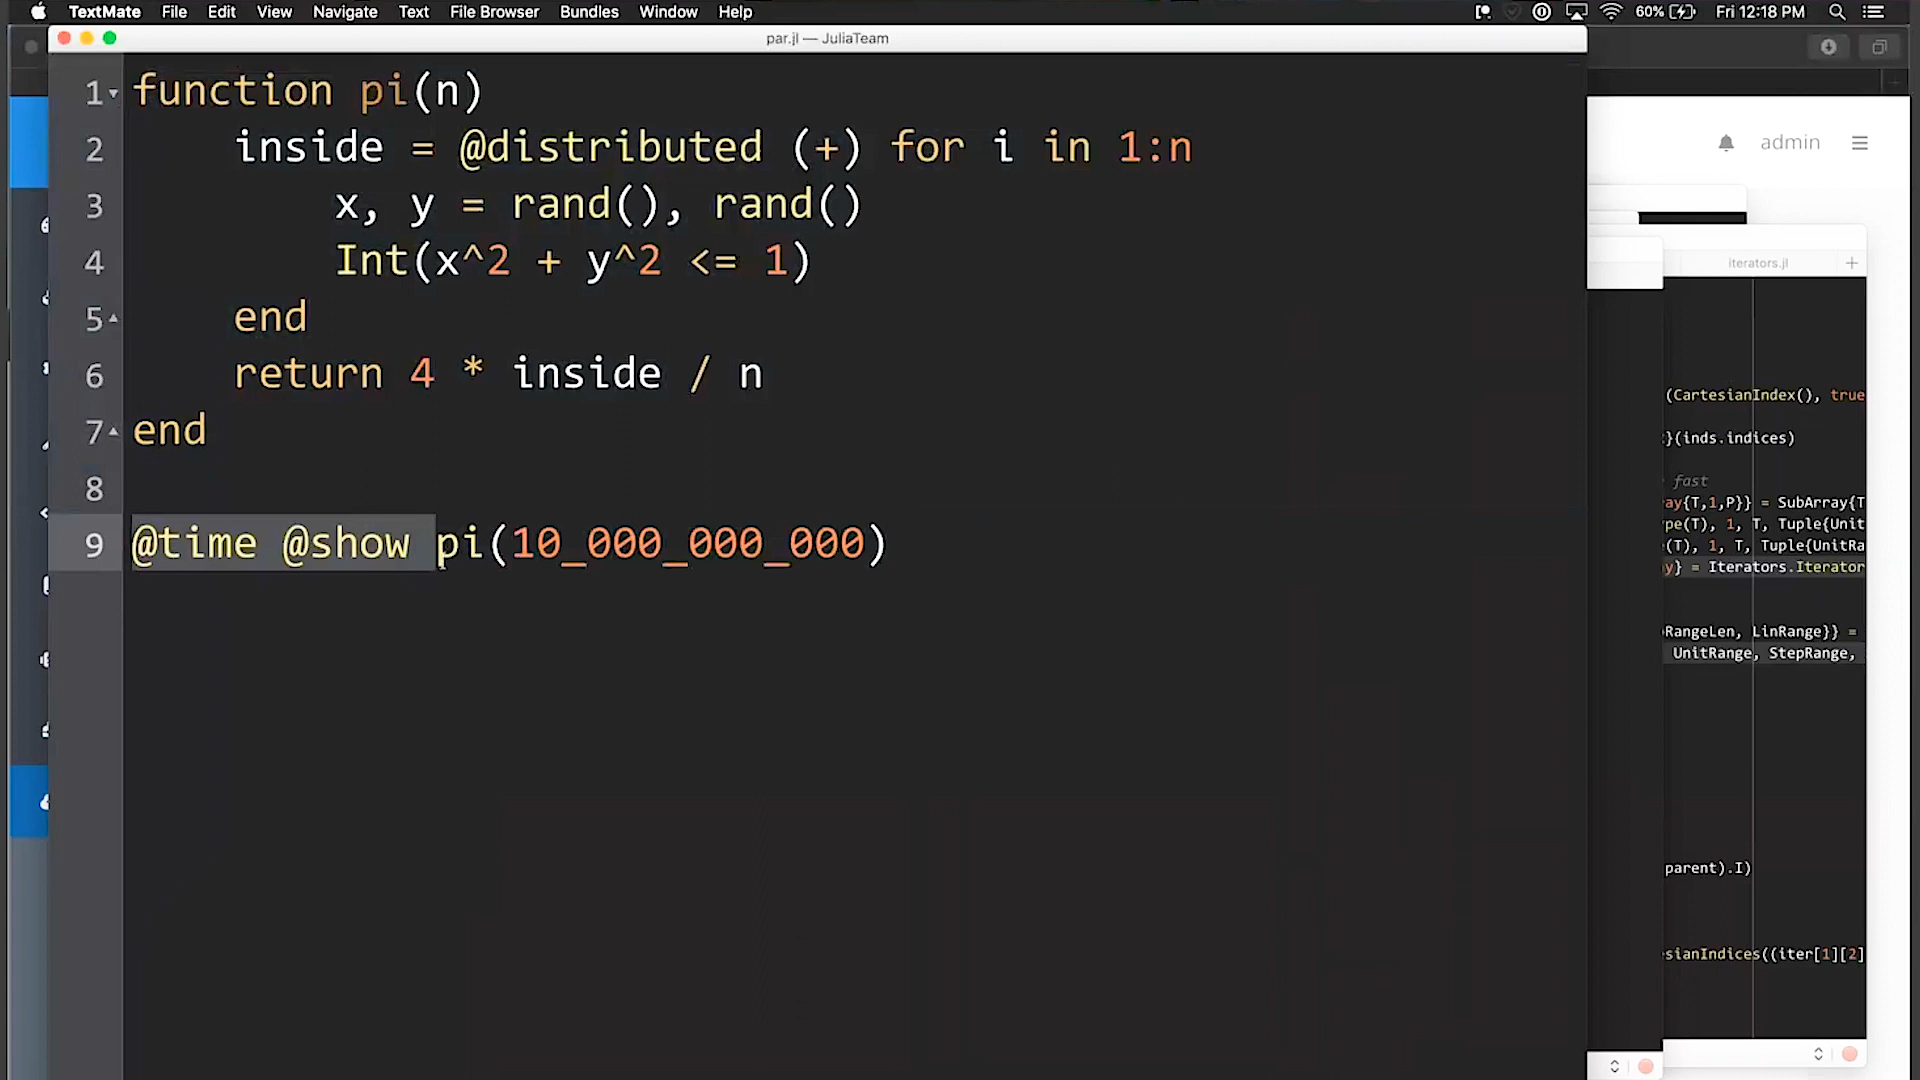 TextMate File Edit View Navigate Text File Browser Bundles Window Help 60% Fri 12:18 PM
par.jl — JuliaTeam
1 function pi(n)
2 inside = @distributed (+) for i in 1:n
3 x, y = rand(), rand()
4 Int(x^2 + y^2 <= 1)
5 end
6 return 4 * inside / n
7 end
8
9 @time @show pi(10_000_000_000)
admin
iterators.jl +
(CartesianIndex(), true
}(inds.indices)
fast
ay{T,1,P}} = SubArray{T
ype(T), 1, T, Tuple{Unit
(T), 1, T, Tuple{UnitRa
y} = Iterators.Iterator
RangeLen, LinRange}} =
UnitRange, StepRange,
parent).I)
sianIndices((iter[1][2]